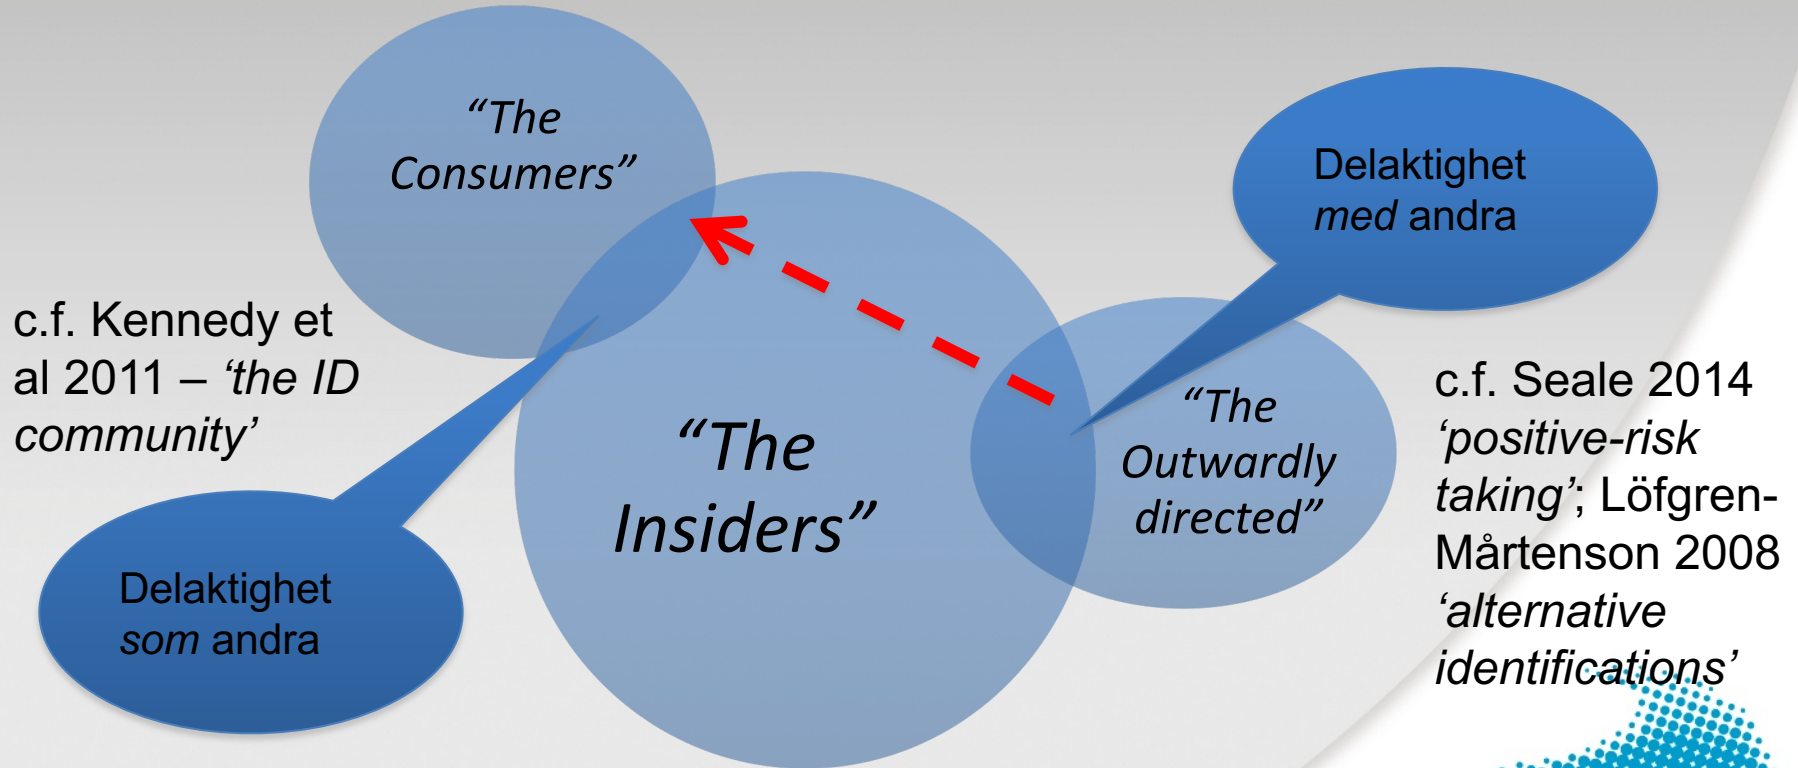 “The
Consumers”
Delaktighet
med andra
c.f. Kennedy et
al 2011 – ‘the ID
community’
“The
Insiders”
“The
Outwardly
directed”
c.f. Seale 2014
‘positive-risk
taking’; Löfgren-
Mårtenson 2008
‘alternative
identifications’
Delaktighet
som andra